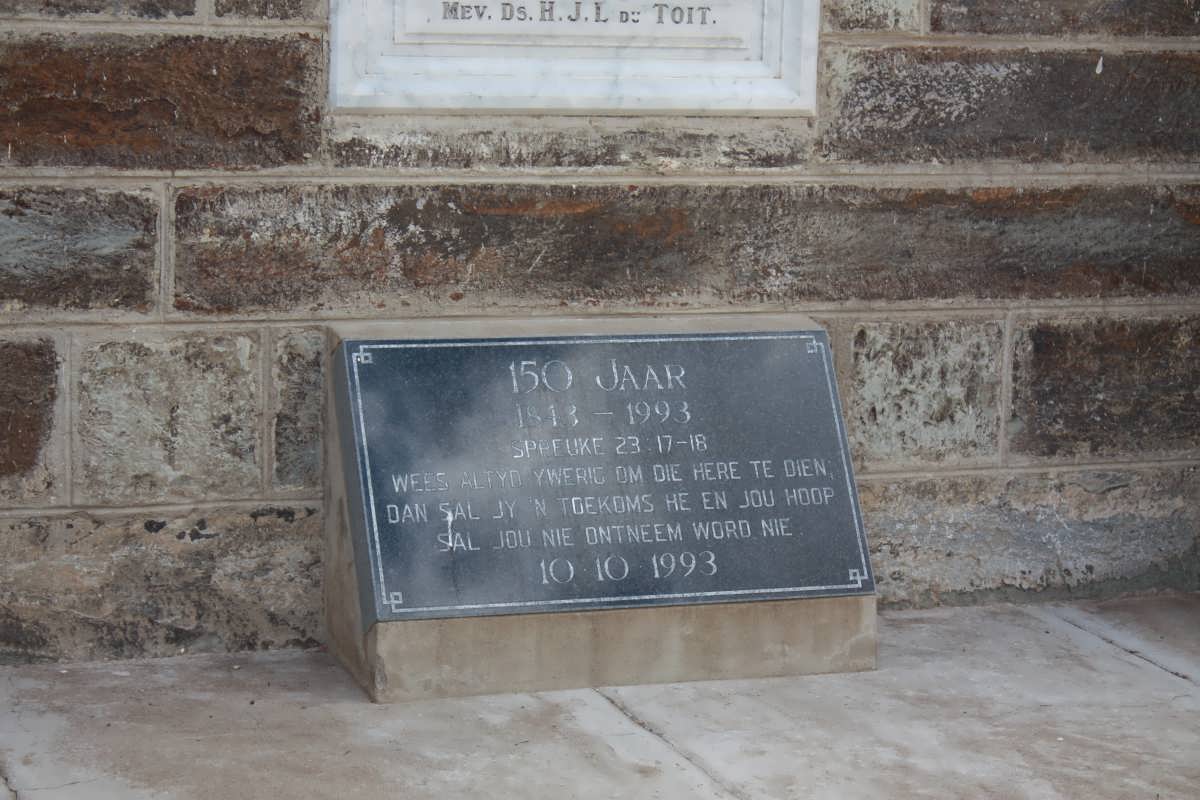 MEV. DS. H. J. L DU TOIT.
150 JAAR
1843 - 1993
SPREUKE 23:17-18
WEES ALTYD YWERIG OM DIE HERE TE DIEN;
DAN SAL JY 'N TOEKOMS HE EN JOU HOOP
SAL JOU NIE ONTNEEM WORD NIE.
10 10 1993